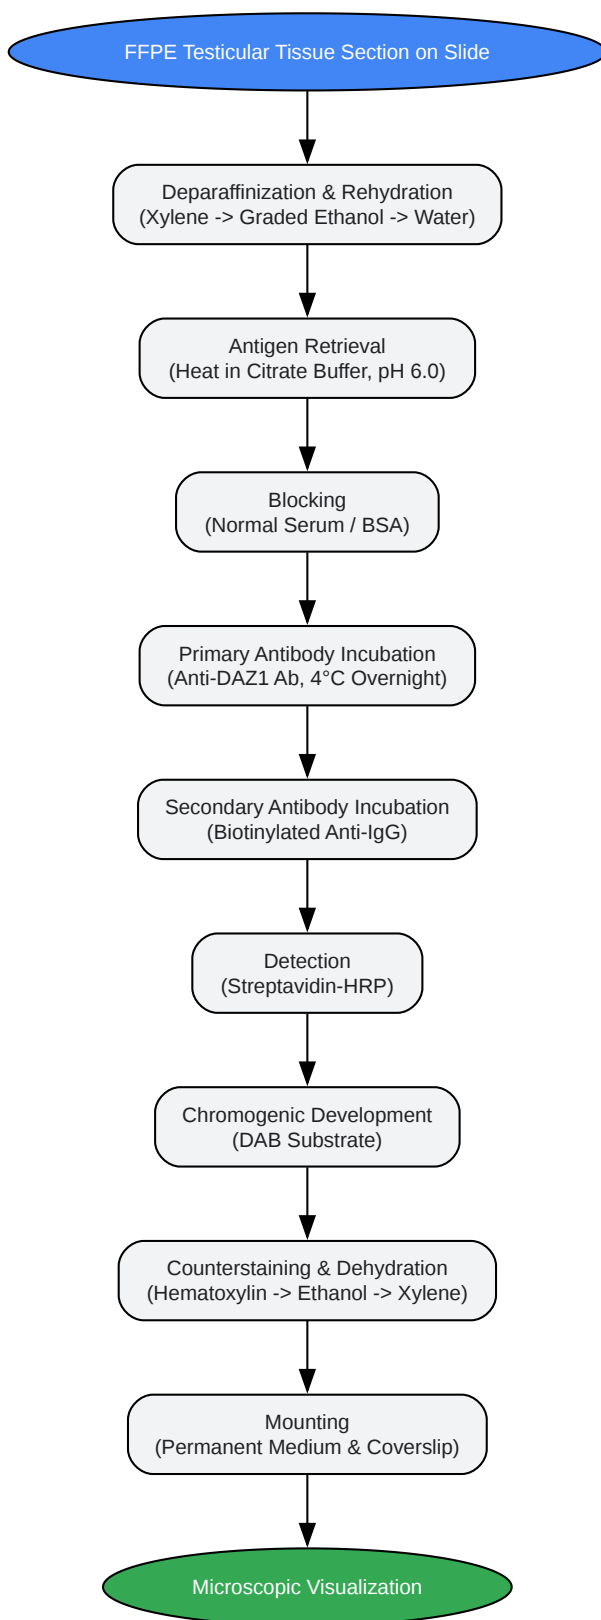 FFPE Testicular Tissue Section on Slide
Deparaffinization & Rehydration
(Xylene -> Graded Ethanol -> Water)
Antigen Retrieval
(Heat in Citrate Buffer, pH 6.0)
Blocking
(Normal Serum / BSA)
Primary Antibody Incubation
(Anti-DAZ1 Ab, 4°C Overnight)
Secondary Antibody Incubation
(Biotinylated Anti-IgG)
Detection
(Streptavidin-HRP)
Chromogenic Development
(DAB Substrate)
Counterstaining & Dehydration
(Hematoxylin -> Ethanol -> Xylene)
Mounting
(Permanent Medium & Coverslip)
Microscopic Visualization